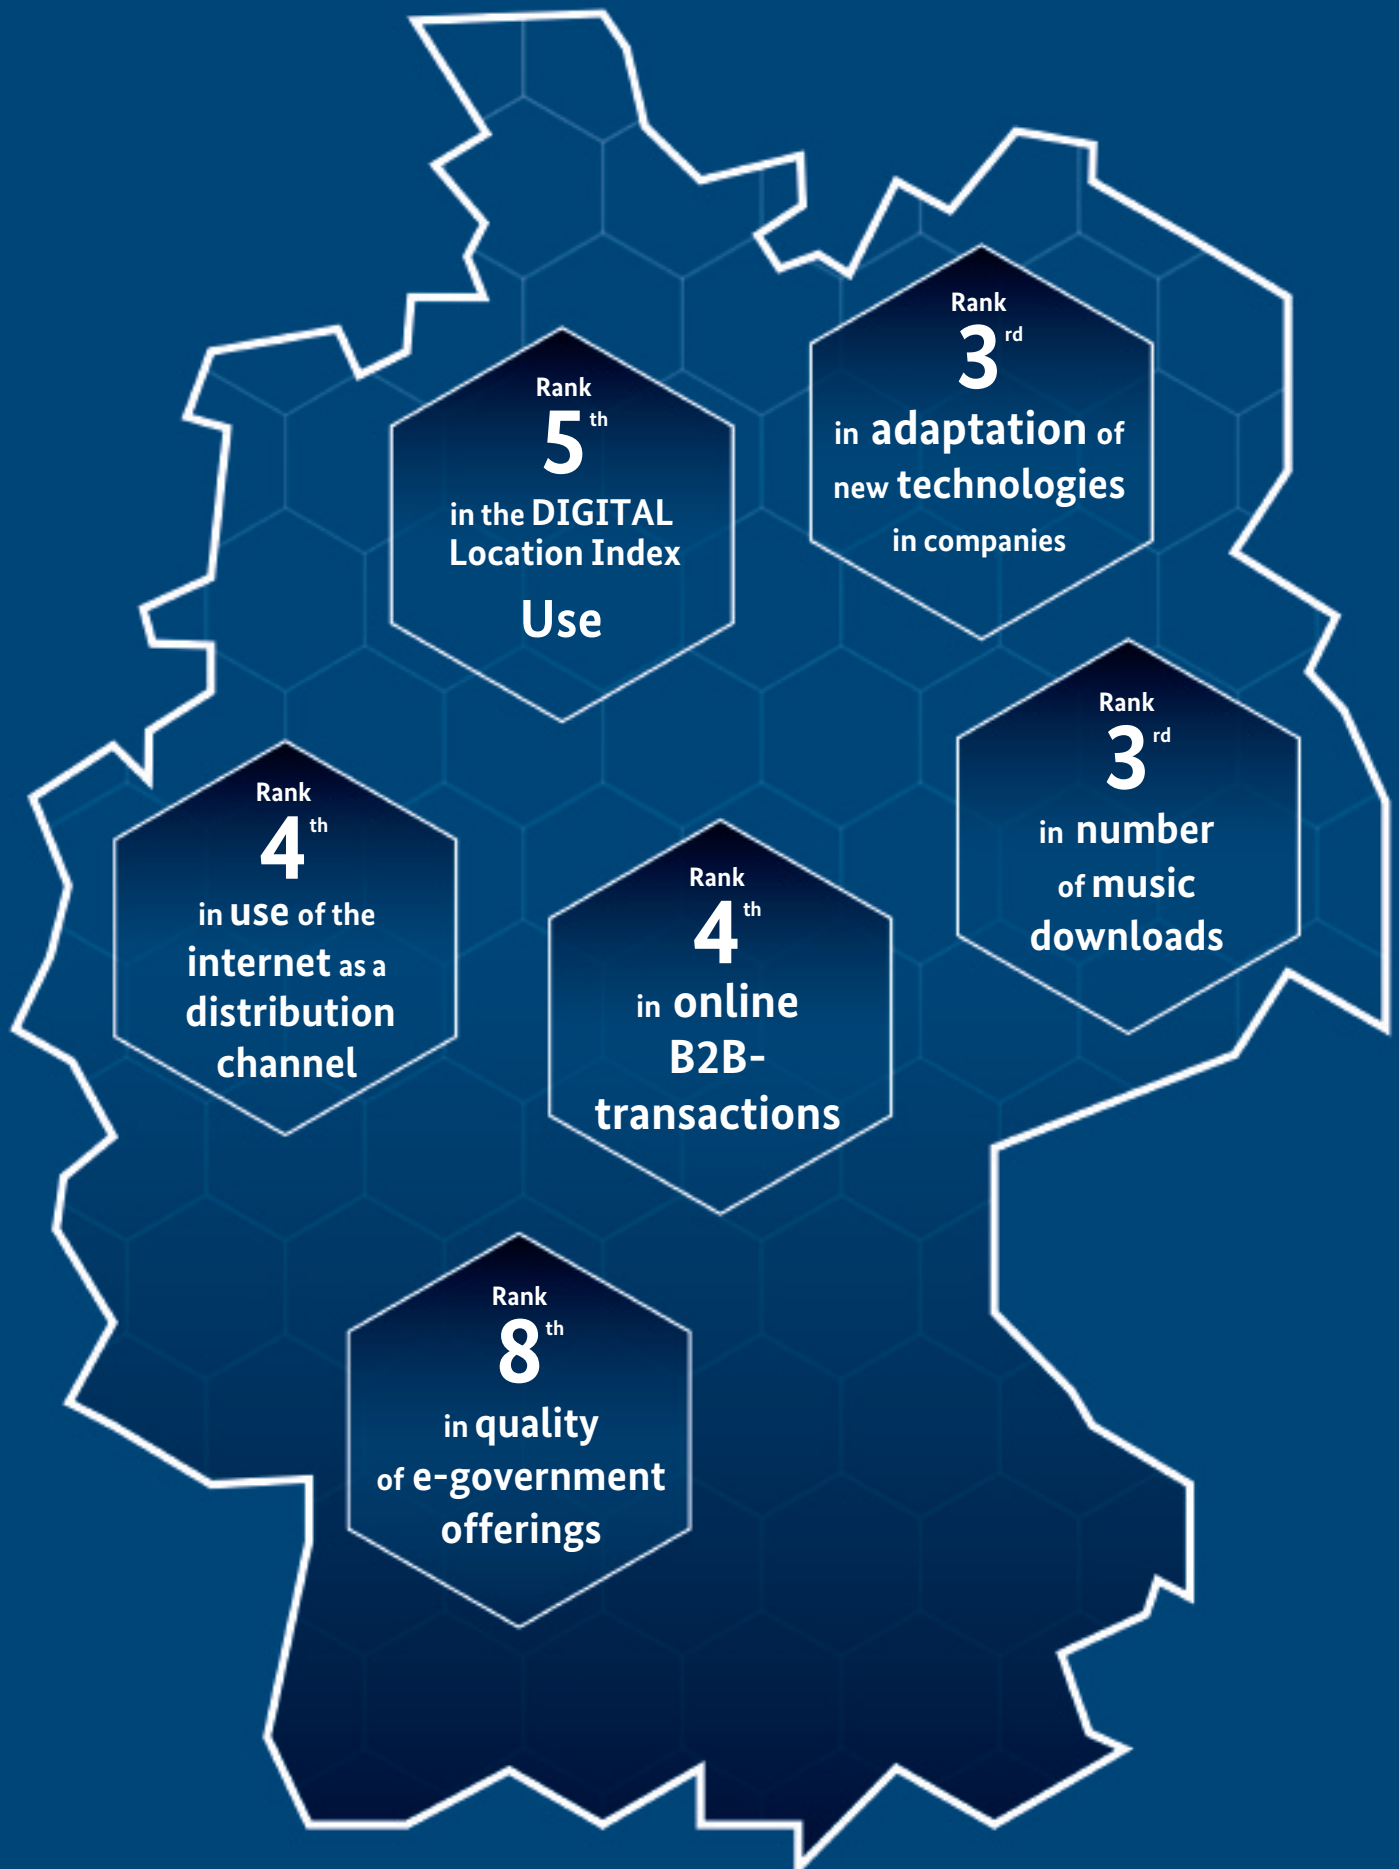 Rank
3rd
in adaptation of
new technologies
in companies
Rank
5th
in the DIGITAL
Location Index
Use
Rank
3rd
in number
of music
downloads
Rank
4th
in use of the
internet as a
distribution
channel
Rank
4th
in online
B2B-
transactions
Rank
8th
in quality
of e-government
offerings